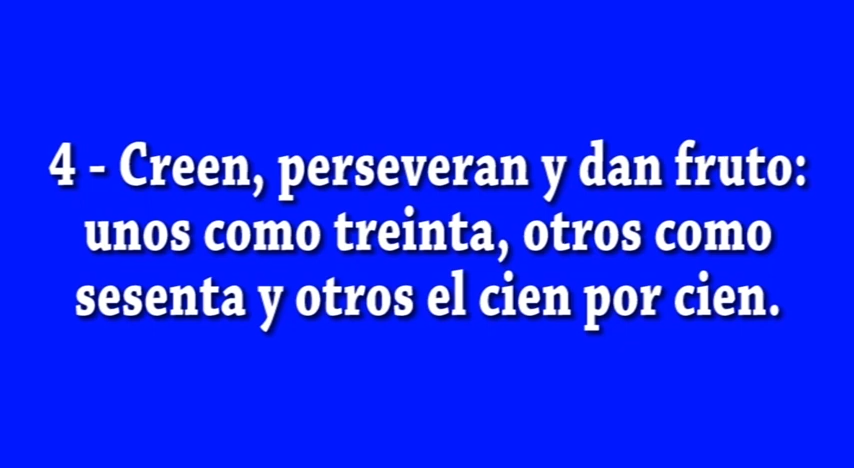 4 - Creen, perseveran y dan fruto:
unos como treinta, otros como
sesenta y otros el cien por cien.